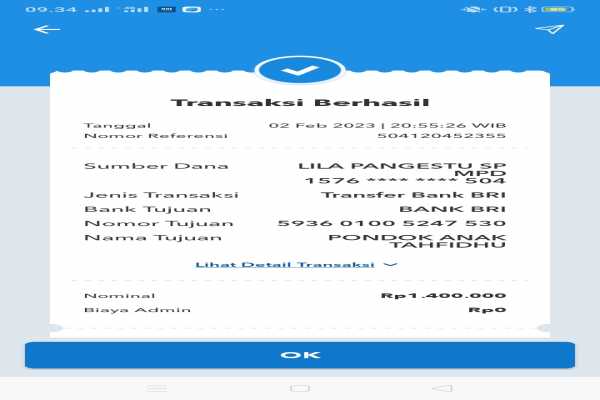 09.34
Transaksi Berhasil
Tanggal 02 Feb 2023 | 20:55:26 WIB
Nomor Referensi 504120452355
Sumber Dana LILA PANGESTU SP
MPD
1576 **** **** 504
Jenis Transaksi Transfer Bank BRI
Bank Tujuan BANK BRI
Nomor Tujuan 5936 0100 5247 530
Nama Tujuan PONDOK ANAK
TAHFIDHU
Lihat Detail Transaksi
Nominal Rp1.400.000
Biaya Admin Rp0
OK